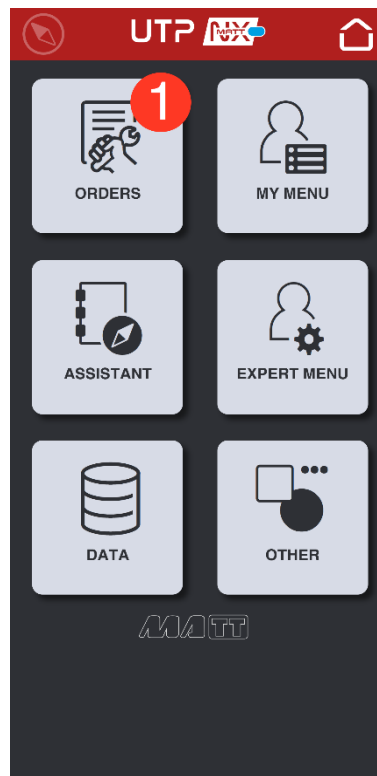 UTP NX MATT
1
ORDERS
MY MENU
ASSISTANT
EXPERT MENU
DATA
OTHER
MATT